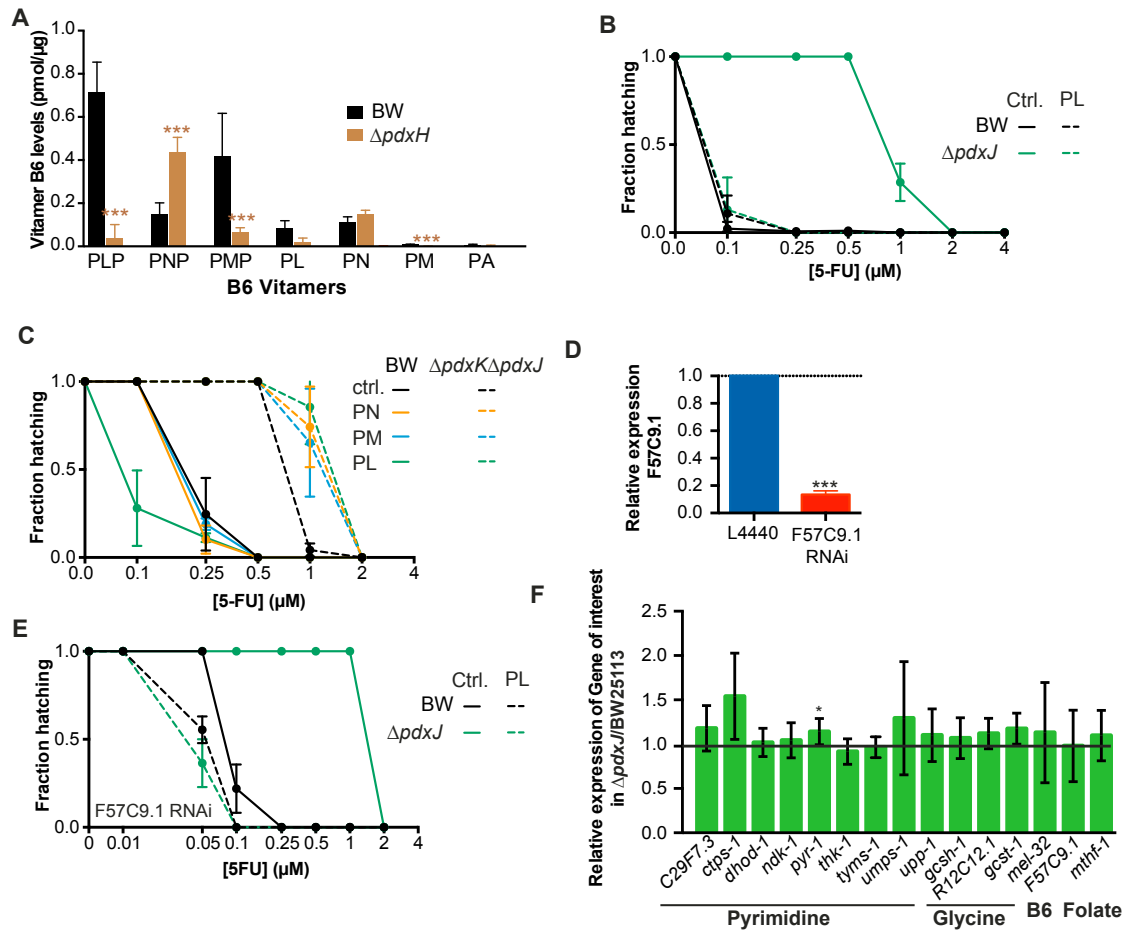 A
Vitamer B6 levels (pmol/µg)
1.0
0.8
0.6
0.4
0.2
0.0
BW
ΔpdxH
***
***
***
***
PLP PNP PMP PL PN PM PA
B6 Vitamers
B
Fraction hatching
1.0
0.5
0.0
Ctrl. PL
BW
ΔpdxJ
0.0 0.1 0.25 0.5 1 2 4
[5-FU] (µM)
C
Fraction hatching
1.0
0.5
0.0
BW ΔpdxKΔpdxJ
ctrl.
PN
PM
PL
0.0 0.1 0.25 0.5 1 2 4
[5-FU] (µM)
D
Relative expression
F57C9.1
1.0
0.8
0.6
0.4
0.2
0.0
***
L4440 F57C9.1
RNAi
E
Fraction hatching
1.0
0.5
0.0
Ctrl. PL
BW
ΔpdxJ
F57C9.1 RNAi
0 0.01 0.05 0.1 0.25 0.5 1 2 4
[5FU] (µM)
F
Relative expression of Gene of interest
in ΔpdxJ/BW25113
2.5
2.0
1.5
1.0
0.5
0.0
*
C29F7.3 ctps-1 dhod-1 ndk-1 pyr-1 thk-1 tyms-1 umps-1 upp-1 gcsh-1 R12C12.1 gcst-1 mel-32 F57C9.1 mthf-1
Pyrimidine Glycine B6 Folate